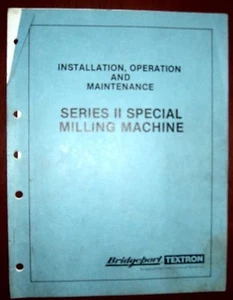 INSTALLATION, OPERATION
AND
MAINTENANCE
SERIES II SPECIAL
MILLING MACHINE
Bridgeport TEXTRON